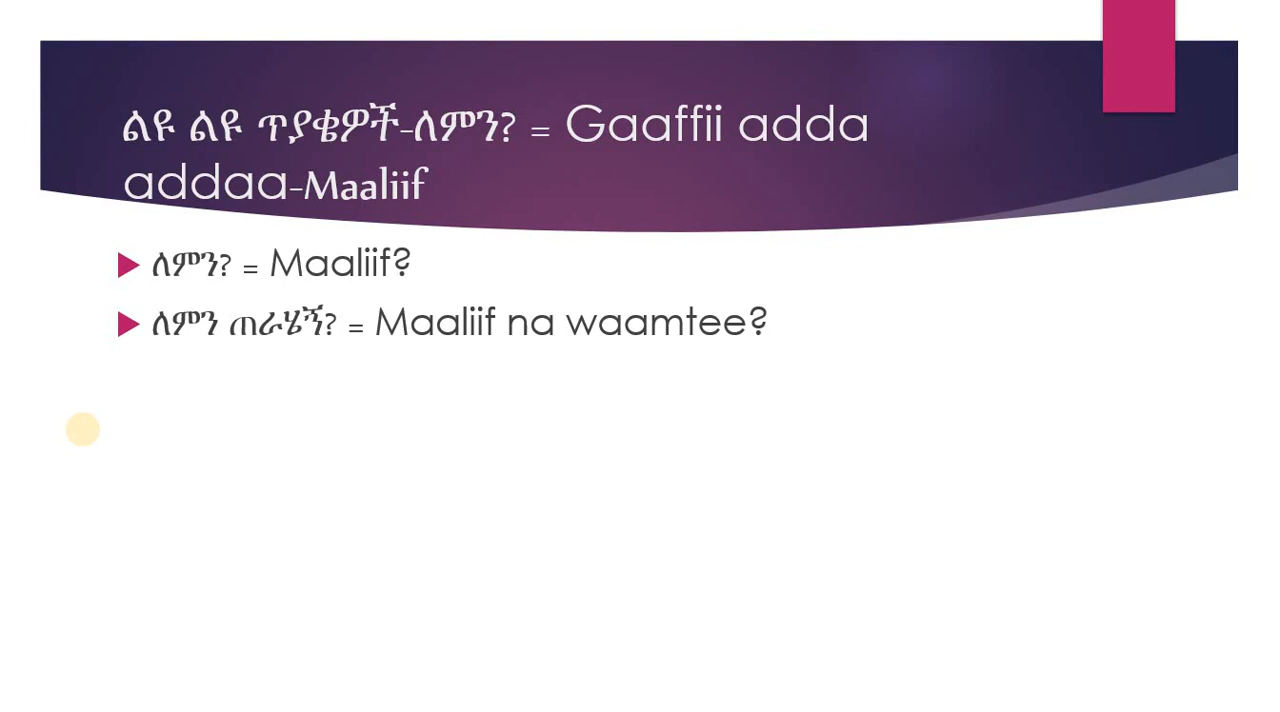 ልዩ ልዩ ጥያቄዎች-ለምን? = Gaaffii adda
addaa-Maaliif
ለምን? = Maaliif?
ለምን ጠራሄኝ? = Maaliif na waamtee?